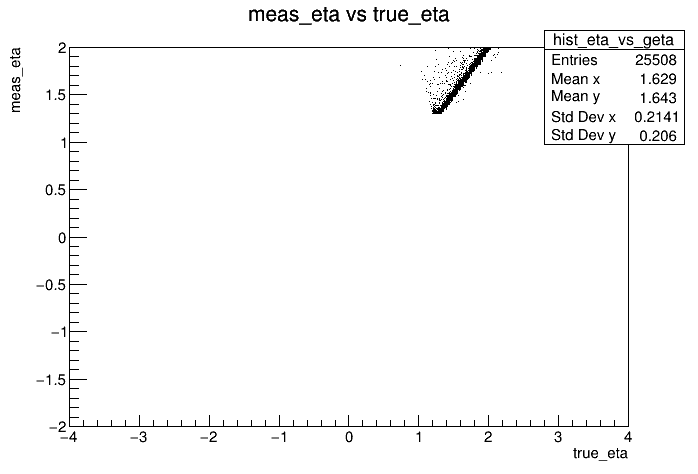 meas_eta vs true_eta
hist_eta_vs_geta
Entries 25508
Mean x 1.629
Mean y 1.643
Std Dev x 0.2141
Std Dev y 0.206
meas_eta
2
1.5
1
0.5
0
−0.5
−1
−1.5
−2
−4 −3 −2 −1 0 1 2 3 4
true_eta